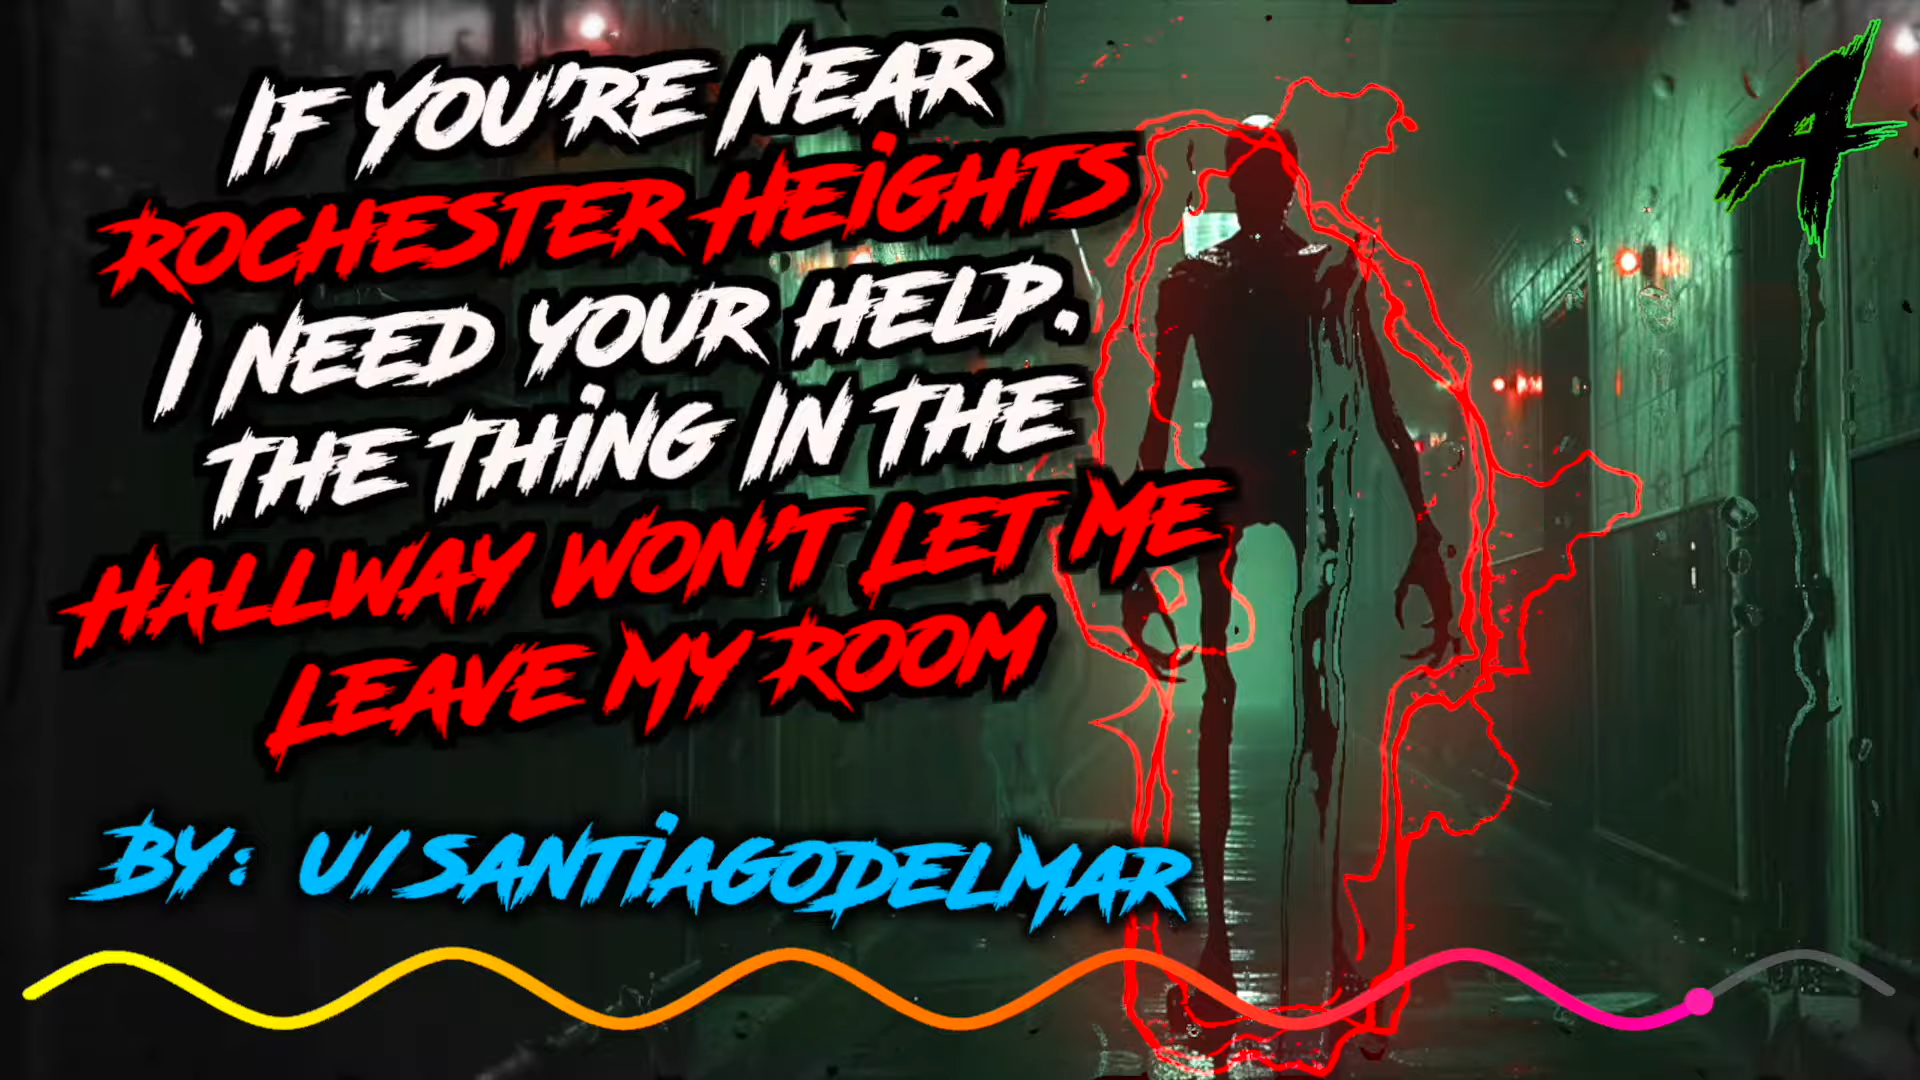 IF YOU'RE NEAR
ROCHESTER HEIGHTS
I NEED YOUR HELP.
THE THING IN THE
HALLWAY WON'T LET ME
LEAVE MY ROOM
BY: U/SANTIAGODELMAR
A